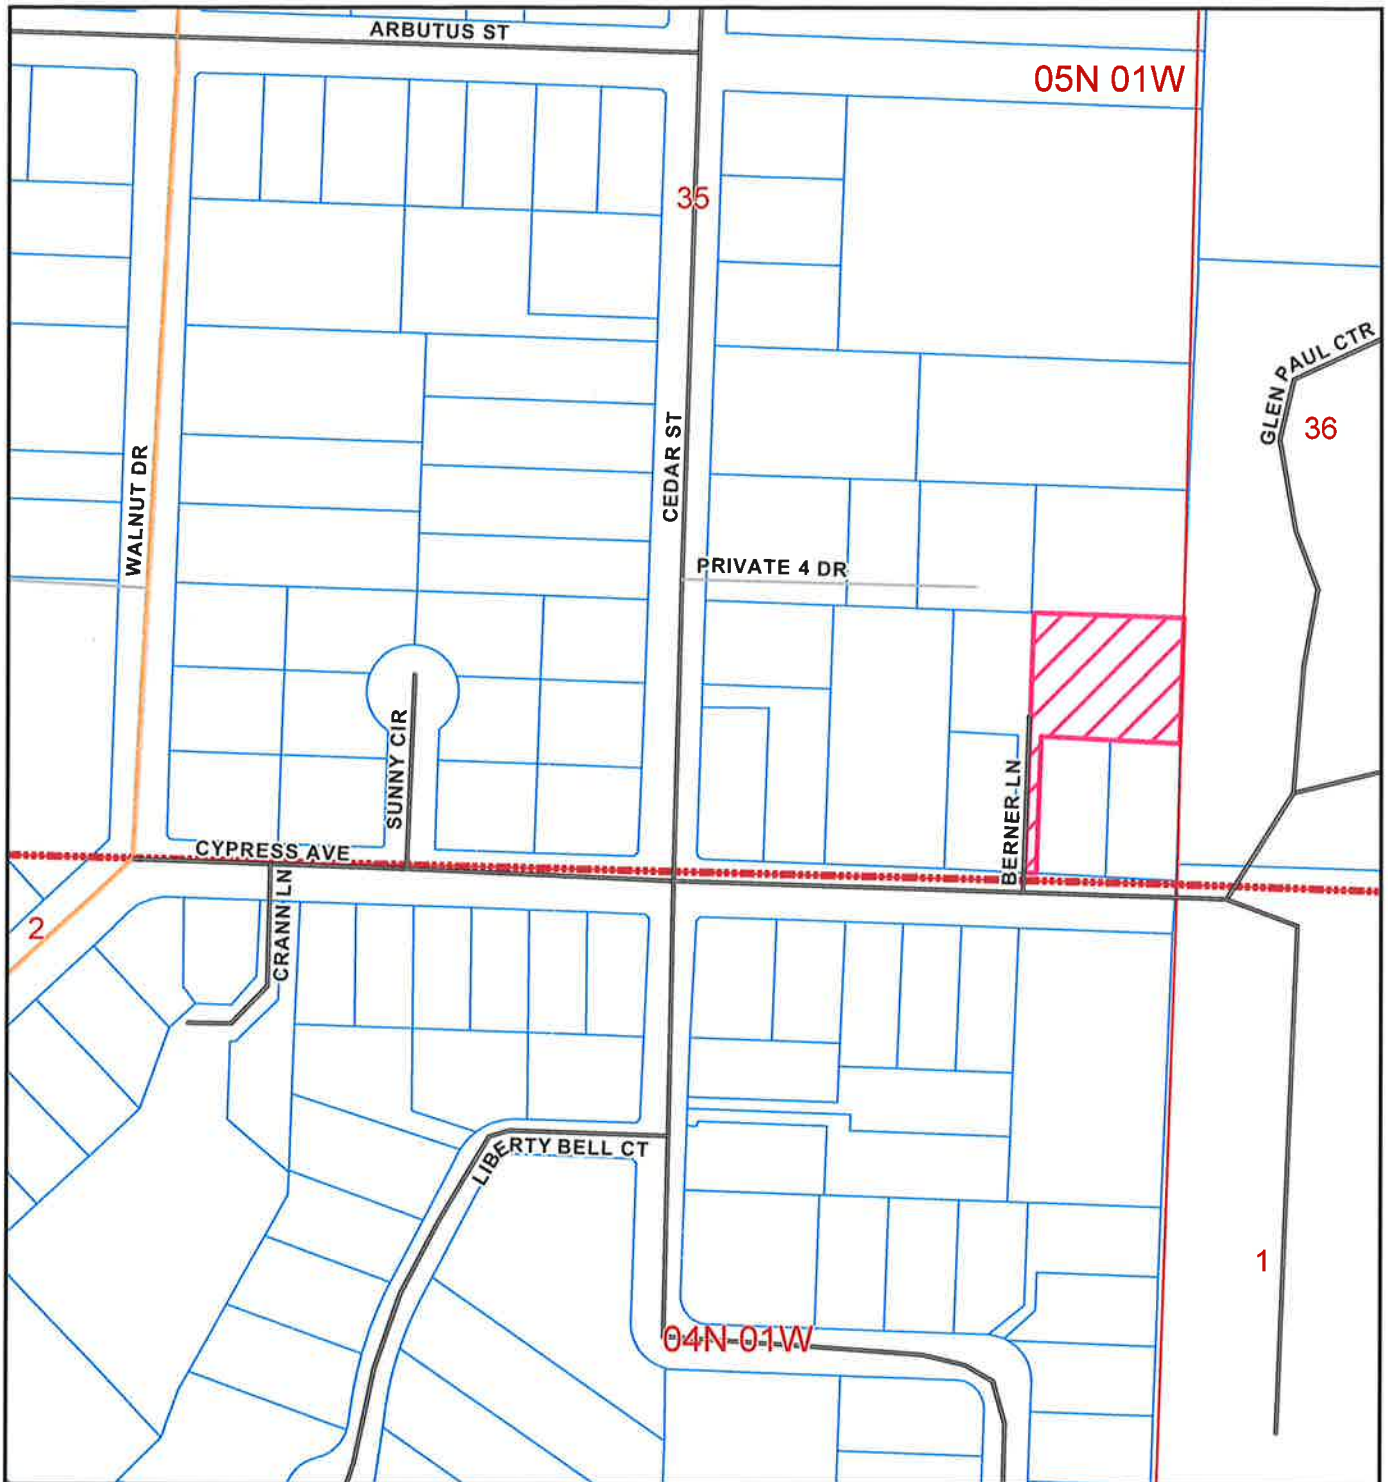 ARBUTUS ST
05N 01W
35
GLEN PAUL CTR
36
WALNUT DR
CEDAR ST
PRIVATE 4 DR
SUNNY CIR
BERNER LN
CYPRESS AVE
CRANN LN
2
LIBERTY BELL CT
1
04N 01W